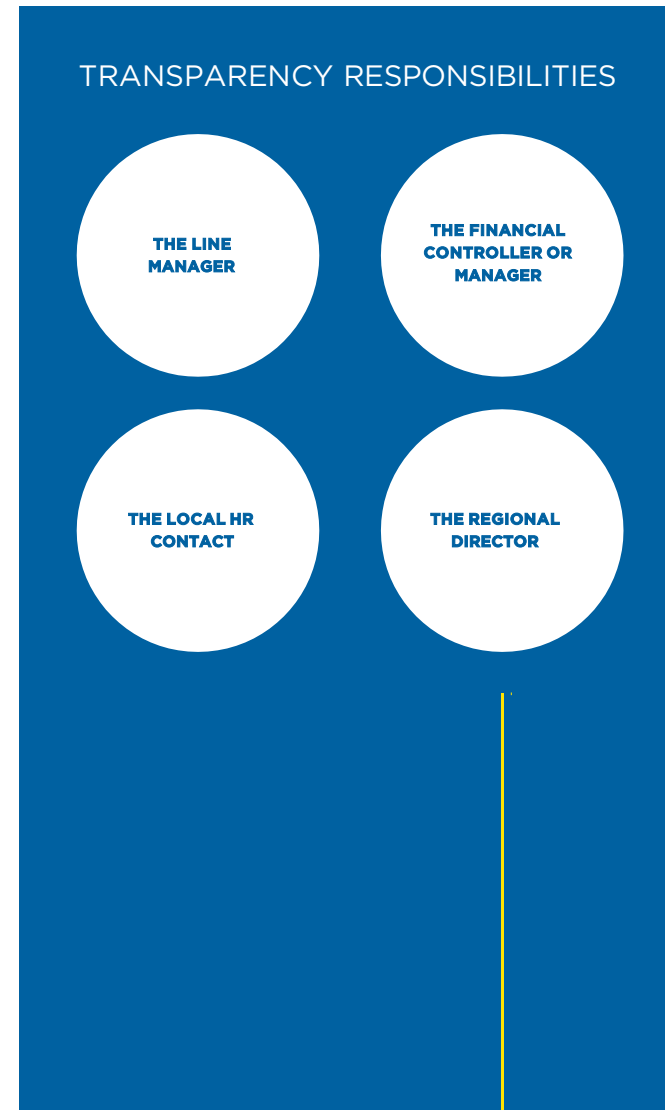 TRANSPARENCY RESPONSIBILITIES
THE LINE
MANAGER
THE FINANCIAL
CONTROLLER OR
MANAGER
THE LOCAL HR
CONTACT
THE REGIONAL
DIRECTOR